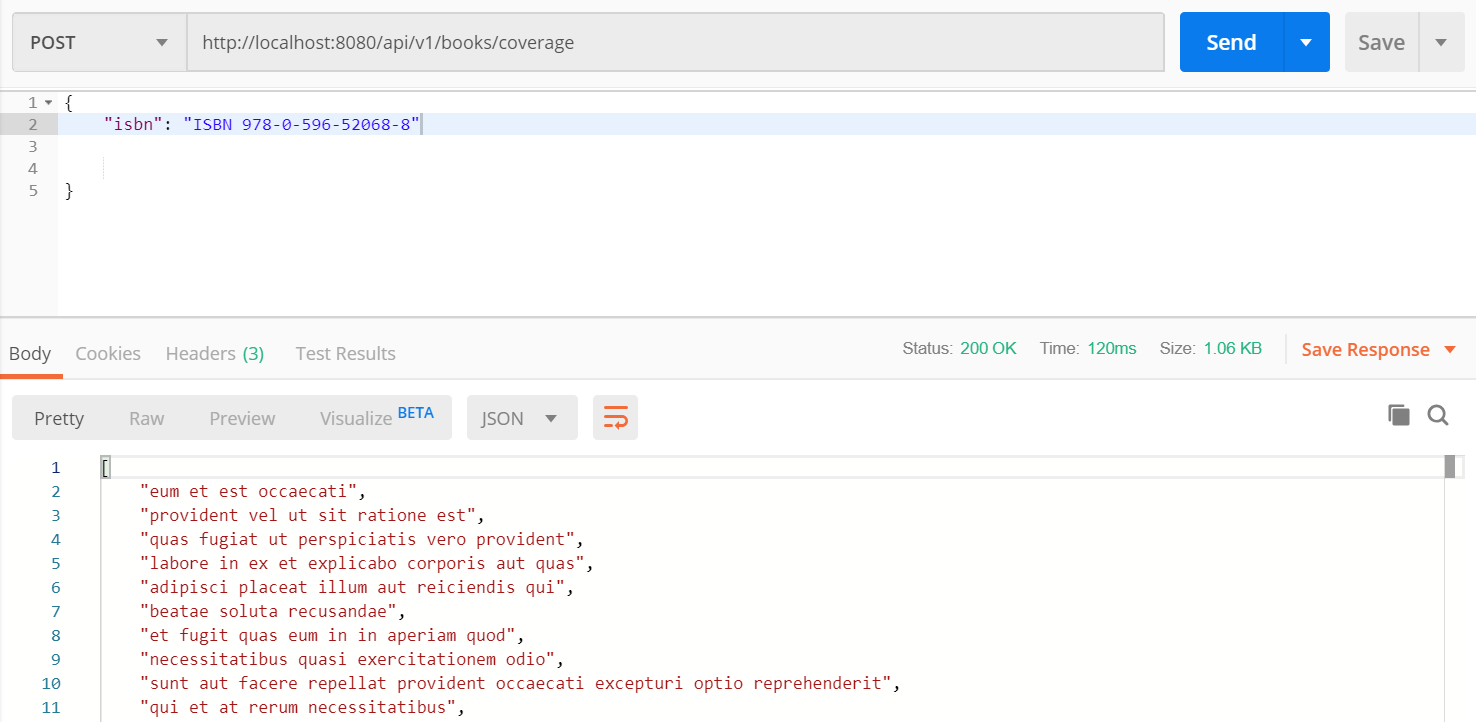 POST http://localhost:8080/api/v1/books/coverage Send Save
1 {
2 "isbn": "ISBN 978-0-596-52068-8"
3
4
5 }
Body Cookies Headers (3) Test Results Status: 200 OK Time: 120ms Size: 1.06 KB Save Response
Pretty Raw Preview Visualize BETA JSON
1 [
2 "eum et est occaecati",
3 "provident vel ut sit ratione est",
4 "quas fugiat ut perspiciatis vero provident",
5 "labore in ex et explicabo corporis aut quas",
6 "adipisci placeat illum aut reiciendis qui",
7 "beatae soluta recusandae",
8 "et fugit quas eum in in aperiam quod",
9 "necessitatibus quasi exercitationem odio",
10 "sunt aut facere repellat provident occaecati excepturi optio reprehenderit",
11 "qui et at rerum necessitatibus",